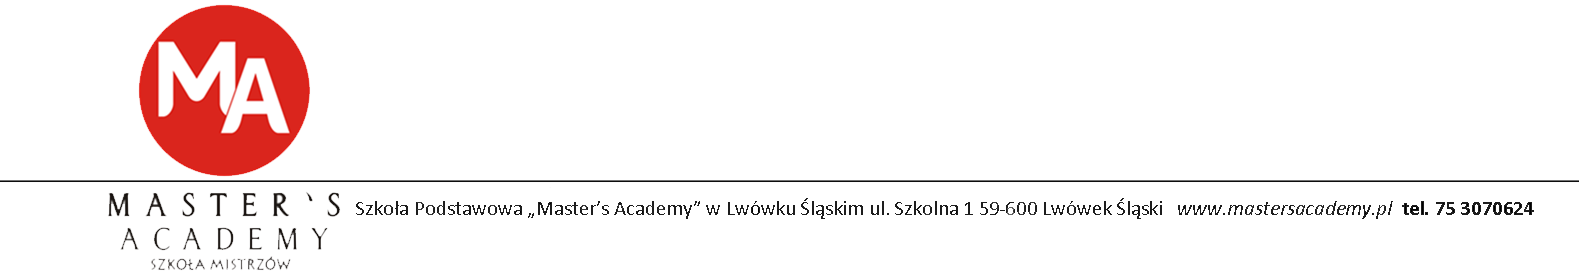 MA
MASTER`S
ACADEMY
SZKOŁA MISTRZÓW
Szkoła Podstawowa „Master’s Academy” w Lwówku Śląskim ul. Szkolna 1 59-600 Lwówek Śląski www.mastersacademy.pl tel. 75 3070624